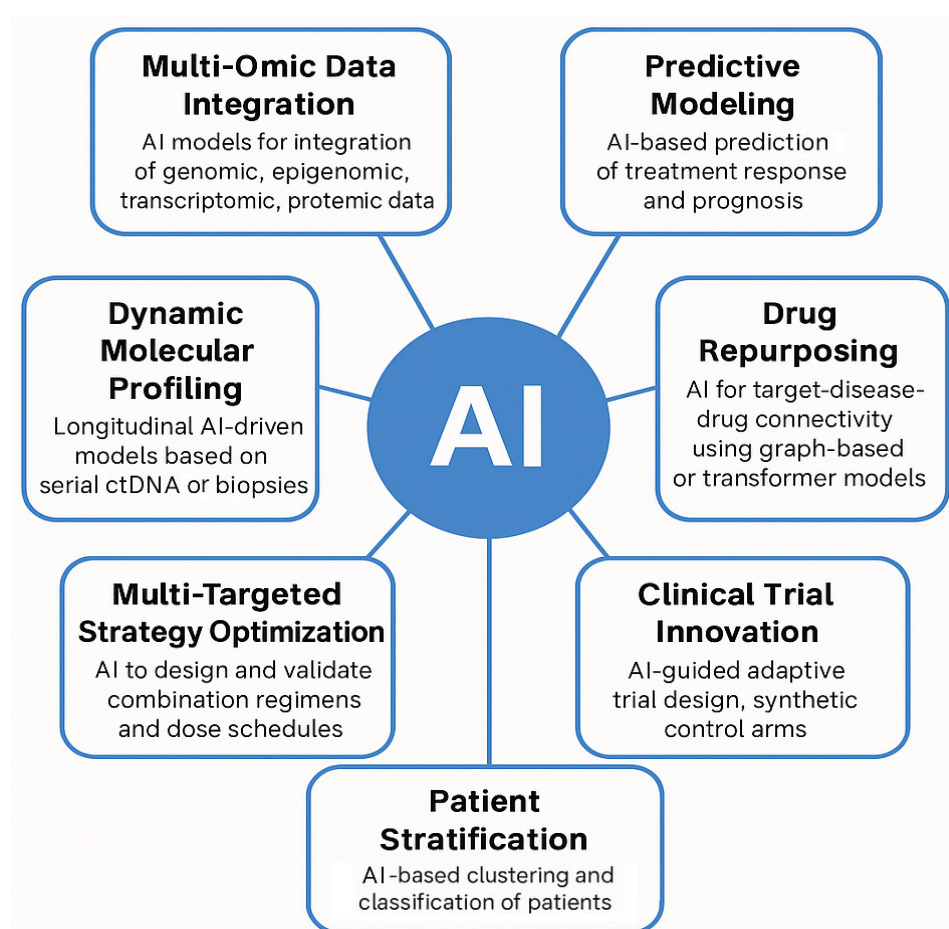 Multi-Omic Data
Integration
AI models for integration
of genomic, epigenomic,
transcriptomic, protemic data
Predictive
Modeling
AI-based prediction
of treatment response
and prognosis
Dynamic
Molecular
Profiling
Longitudinal AI-driven
models based on
serial ctDNA or biopsies
AI
Drug
Repurposing
AI for target-disease-
drug connectivity
using graph-based
or transformer models
Multi-Targeted
Strategy Optimization
AI to design and validate
combination regimens
and dose schedules
Clinical Trial
Innovation
AI-guided adaptive
trial design, synthetic
control arms
Patient
Stratification
AI-based clustering and
classification of patients